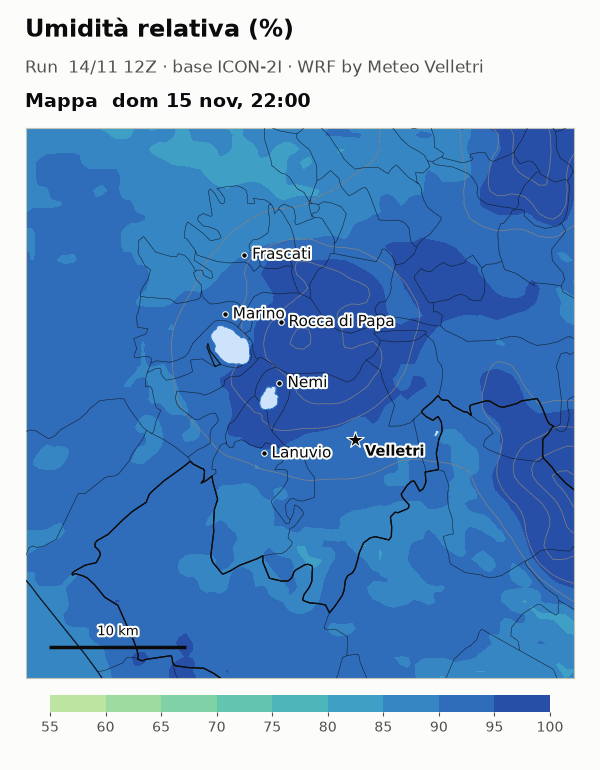 Umidità relativa (%)
Run  14/11 12Z · base ICON-2I · WRF by Meteo Velletri
Mappa  dom 15 nov, 22:00
Frascati
Marino
Rocca di Papa
Nemi
Velletri
Lanuvio
10 km
55 60 65 70 75 80 85 90 95 100